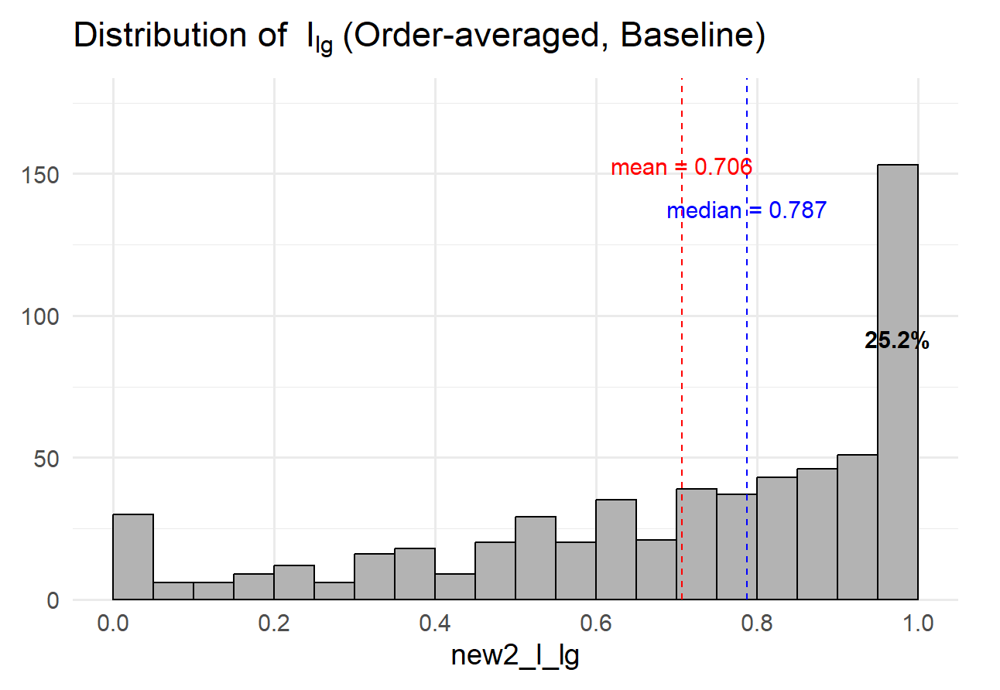 Distribution of  I_lg (Order-averaged, Baseline)
150
100
50
0
mean = 0.706
median = 0.787
25.2%
0.0 0.2 0.4 0.6 0.8 1.0
new2_I_lg